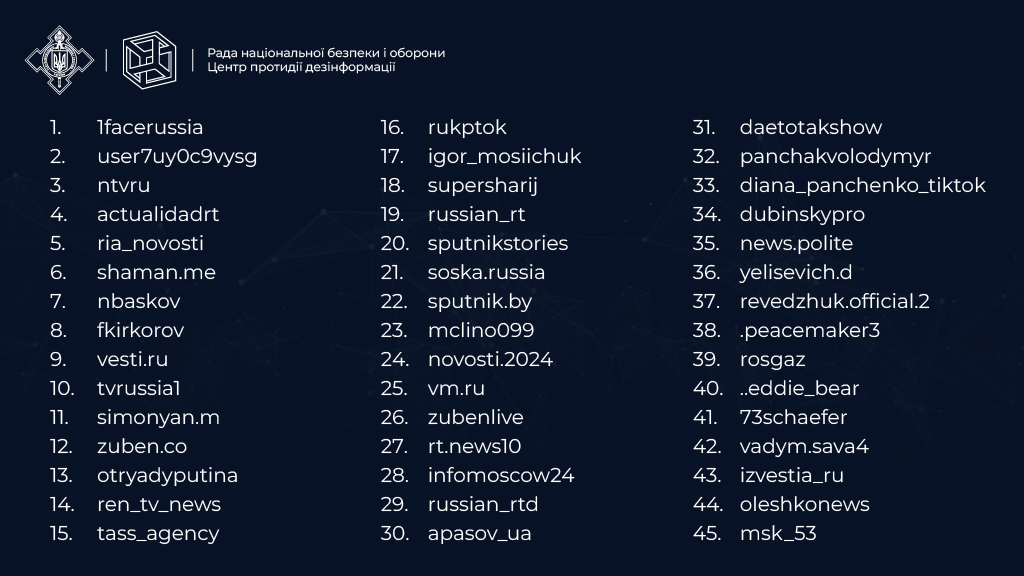 Рада національної безпеки і оборони
Центр протидії дезінформації
1. 1facerussia
2. user7uy0c9vysg
3. ntvru
4. actualidadrt
5. ria_novosti
6. shaman.me
7. nbaskov
8. fkirkorov
9. vesti.ru
10. tvrussia1
11. simonyan.m
12. zuben.co
13. otryadyputina
14. ren_tv_news
15. tass_agency
16. rukptok
17. igor_mosiichuk
18. supersharij
19. russian_rt
20. sputnikstories
21. soska.russia
22. sputnik.by
23. mclino099
24. novosti.2024
25. vm.ru
26. zubenlive
27. rt.news10
28. infomoscow24
29. russian_rtd
30. apasov_ua
31. daetotakshow
32. panchakvolodymyr
33. diana_panchenko_tiktok
34. dubinskypro
35. news.polite
36. yelisevich.d
37. revedzhuk.official.2
38. .peacemaker3
39. rosgaz
40. ..eddie_bear
41. 73schaefer
42. vadym.sava4
43. izvestia_ru
44. oleshkonews
45. msk_53